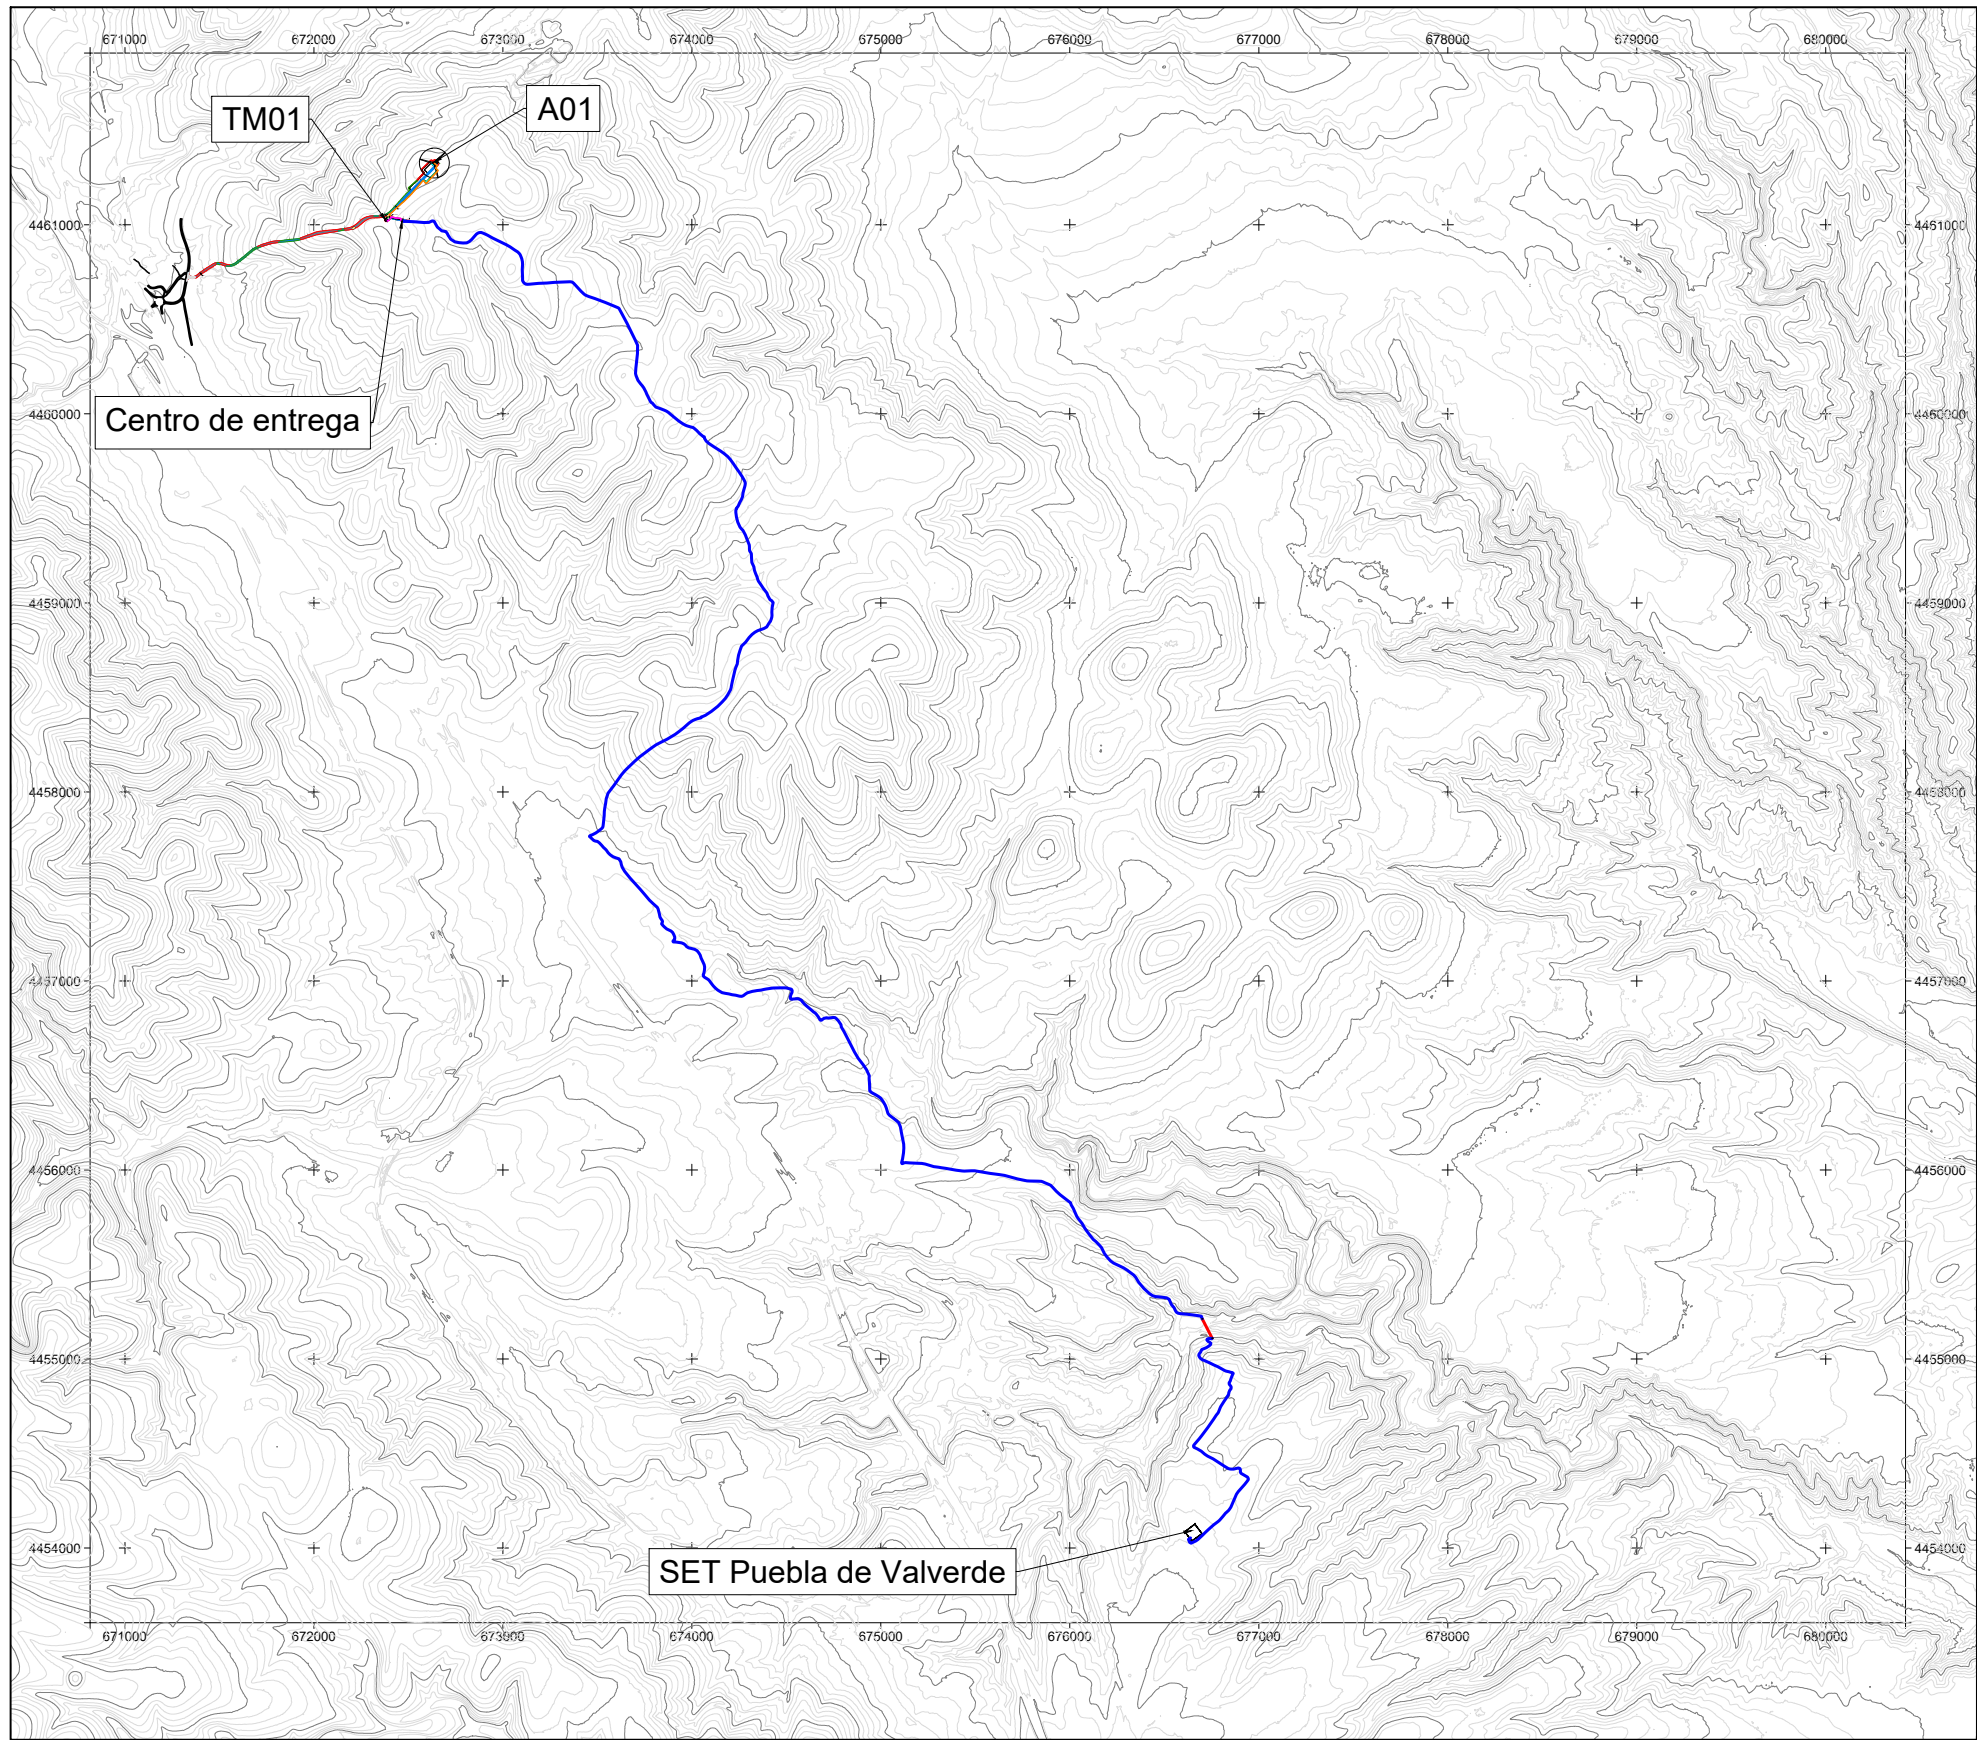 671000 672000 673000 674000 675000 676000 677000 678000 679000 680000
TM01
A01
4461000 4461000
Centro de entrega
4460000 4460000
4459000 4459000
4458000 4458000
4457000 4457000
4456000 4456000
4455000 4455000
4454000 4454000
SET Puebla de Valverde
671000 672000 673000 674000 675000 676000 677000 678000 679000 680000